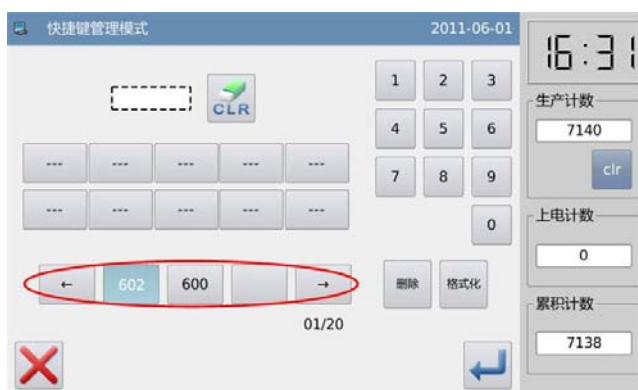 快捷键管理模式 2011-06-01
16:31
CLR
1 2 3
4 5 6
7 8 9
0
--- --- --- --- ---
--- --- --- --- ---
← 602 600 →
01/20
删除 格式化
生产计数
7140
clr
上电计数
0
累积计数
7138